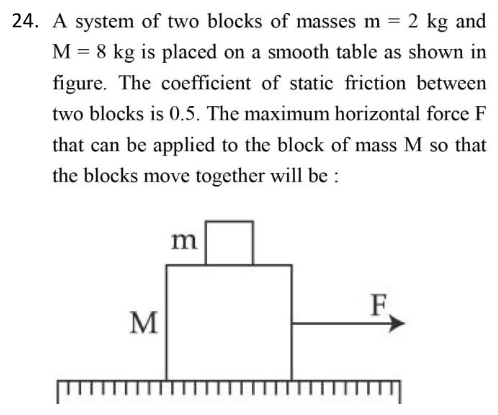 24. A system of two blocks of masses m = 2 kg and
M = 8 kg is placed on a smooth table as shown in
figure. The coefficient of static friction between
two blocks is 0.5. The maximum horizontal force F
that can be applied to the block of mass M so that
the blocks move together will be :
m
F
M